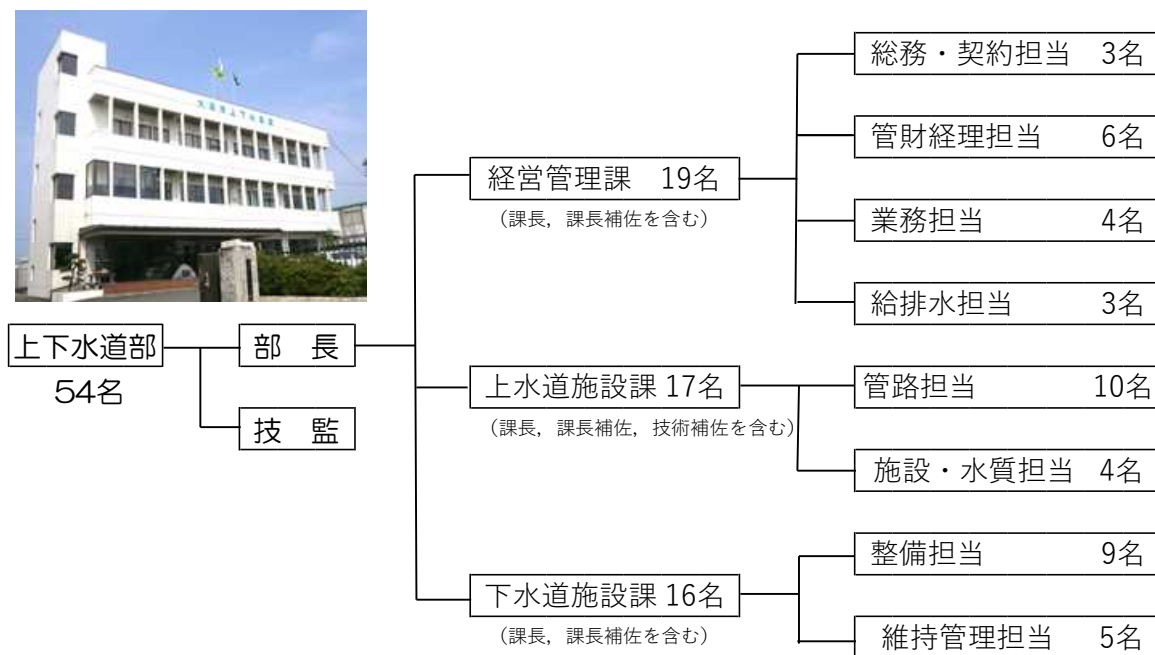 上下水道部
54名
部 長
技 監
経営管理課 19名
（課長，課長補佐を含む）
総務・契約担当 3名
管財経理担当 6名
業務担当 4名
給排水担当 3名
上水道施設課 17名
（課長，課長補佐，技術補佐を含む）
管路担当 10名
施設・水質担当 4名
下水道施設課 16名
（課長，課長補佐を含む）
整備担当 9名
維持管理担当 5名